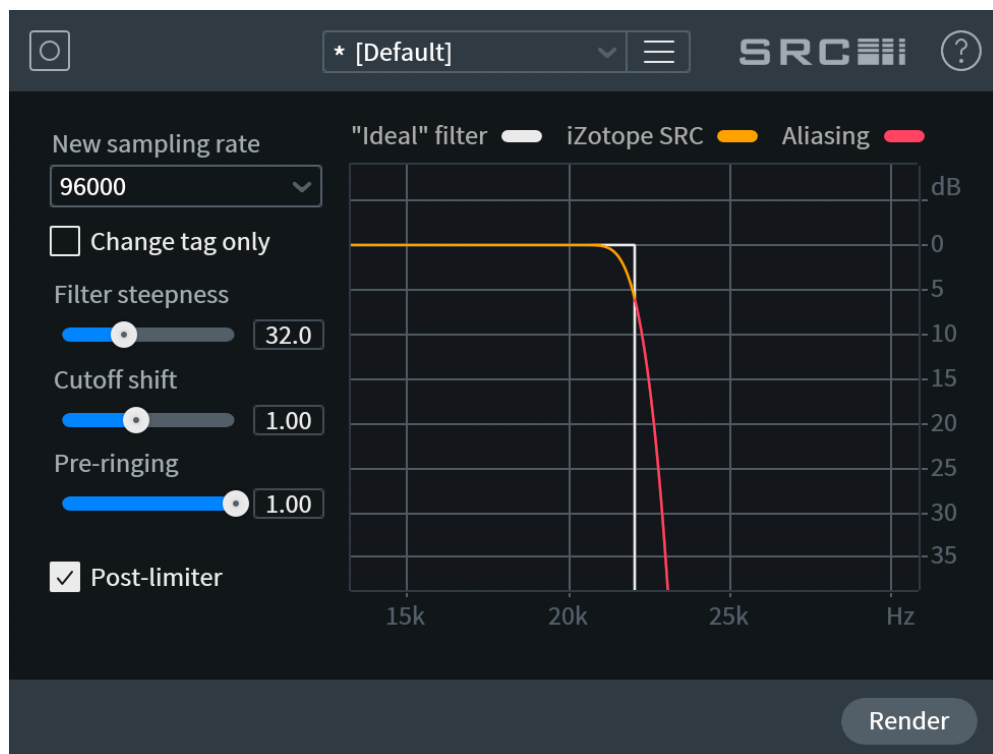 * [Default]
SRC
?
New sampling rate
96000
Change tag only
Filter steepness
32.0
Cutoff shift
1.00
Pre-ringing
1.00
Post-limiter
"Ideal" filter iZotope SRC Aliasing
dB
-0
-5
-10
-15
-20
-25
-30
-35
15k 20k 25k Hz
Render